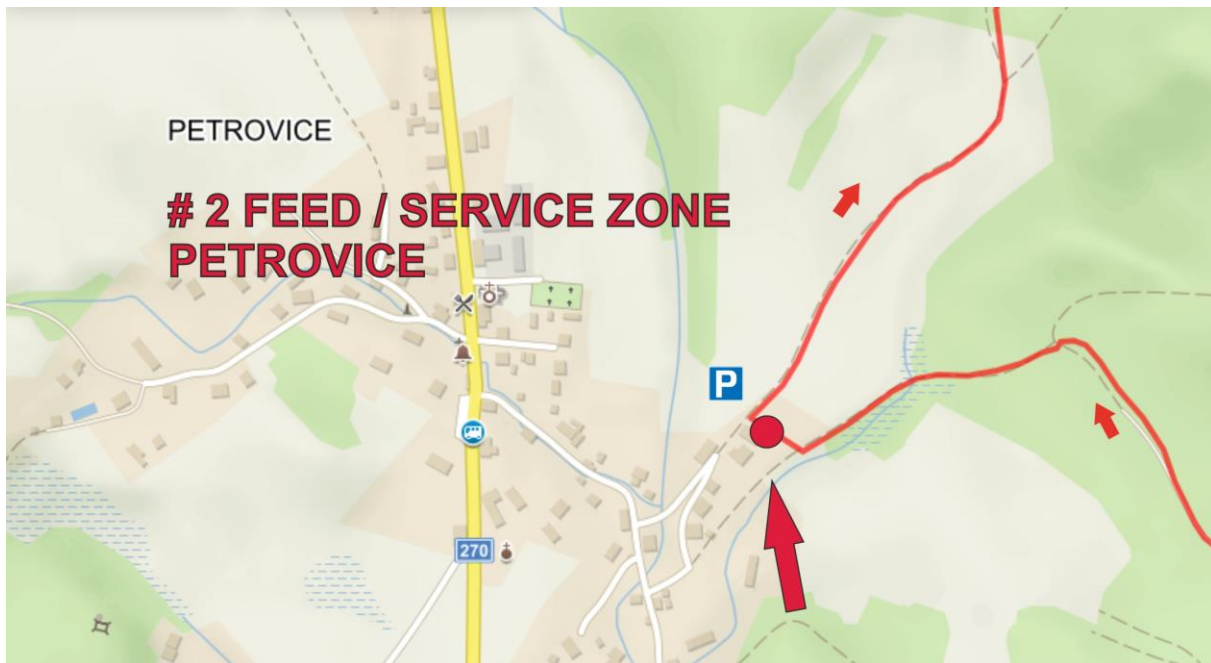 PETROVICE
# 2 FEED / SERVICE ZONE
PETROVICE
P
270